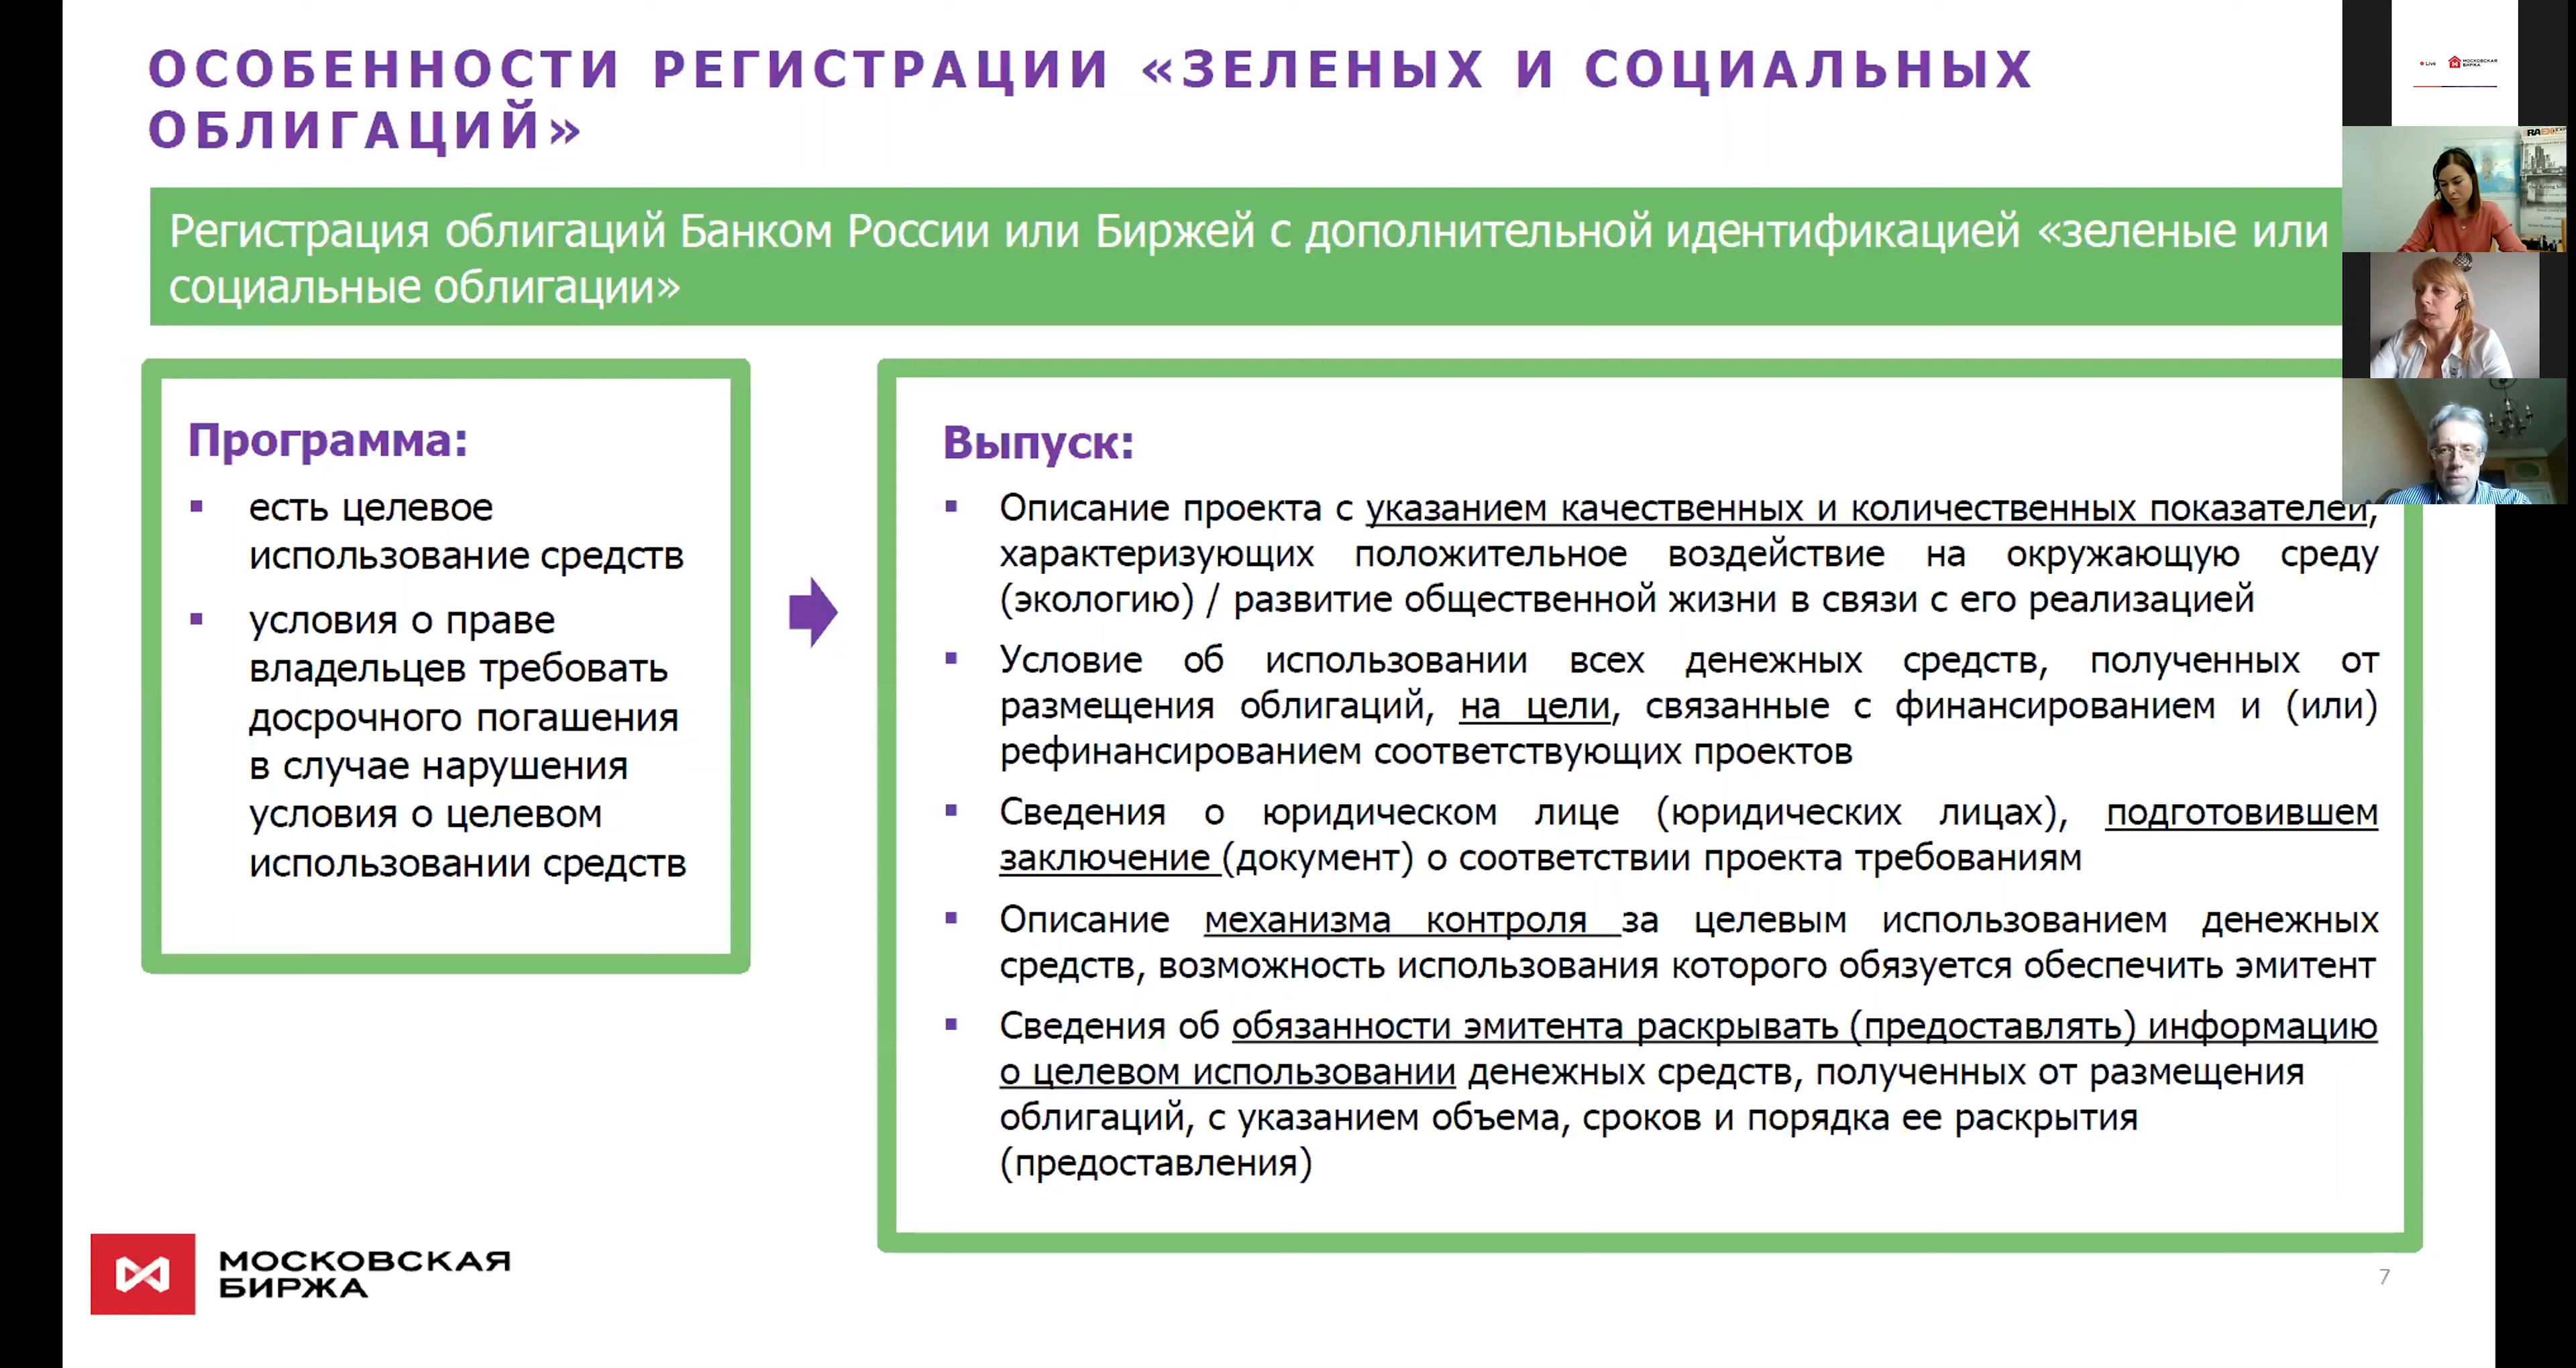 ОСОБЕННОСТИ РЕГИСТРАЦИИ «ЗЕЛЕНЫХ И СОЦИАЛЬНЫХ
ОБЛИГАЦИЙ»
Регистрация облигаций Банком России или Биржей с дополнительной идентификацией «зеленые или
социальные облигации»
Программа:
есть целевое
использование средств
условия о праве
владельцев требовать
досрочного погашения
в случае нарушения
условия о целевом
использовании средств
Выпуск:
Описание проекта с указанием качественных и количественных показателей,
характеризующих положительное воздействие на окружающую среду
(экологию) / развитие общественной жизни в связи с его реализацией
Условие об использовании всех денежных средств, полученных от
размещения облигаций, на цели, связанные с финансированием и (или)
рефинансированием соответствующих проектов
Сведения о юридическом лице (юридических лицах), подготовившем
заключение (документ) о соответствии проекта требованиям
Описание механизма контроля за целевым использованием денежных
средств, возможность использования которого обязуется обеспечить эмитент
Сведения об обязанности эмитента раскрывать (предоставлять) информацию
о целевом использовании денежных средств, полученных от размещения
облигаций, с указанием объема, сроков и порядка ее раскрытия
(предоставления)
МОСКОВСКАЯ
БИРЖА
7
Live
МОСКОВСКАЯ
БИРЖА
RAEX